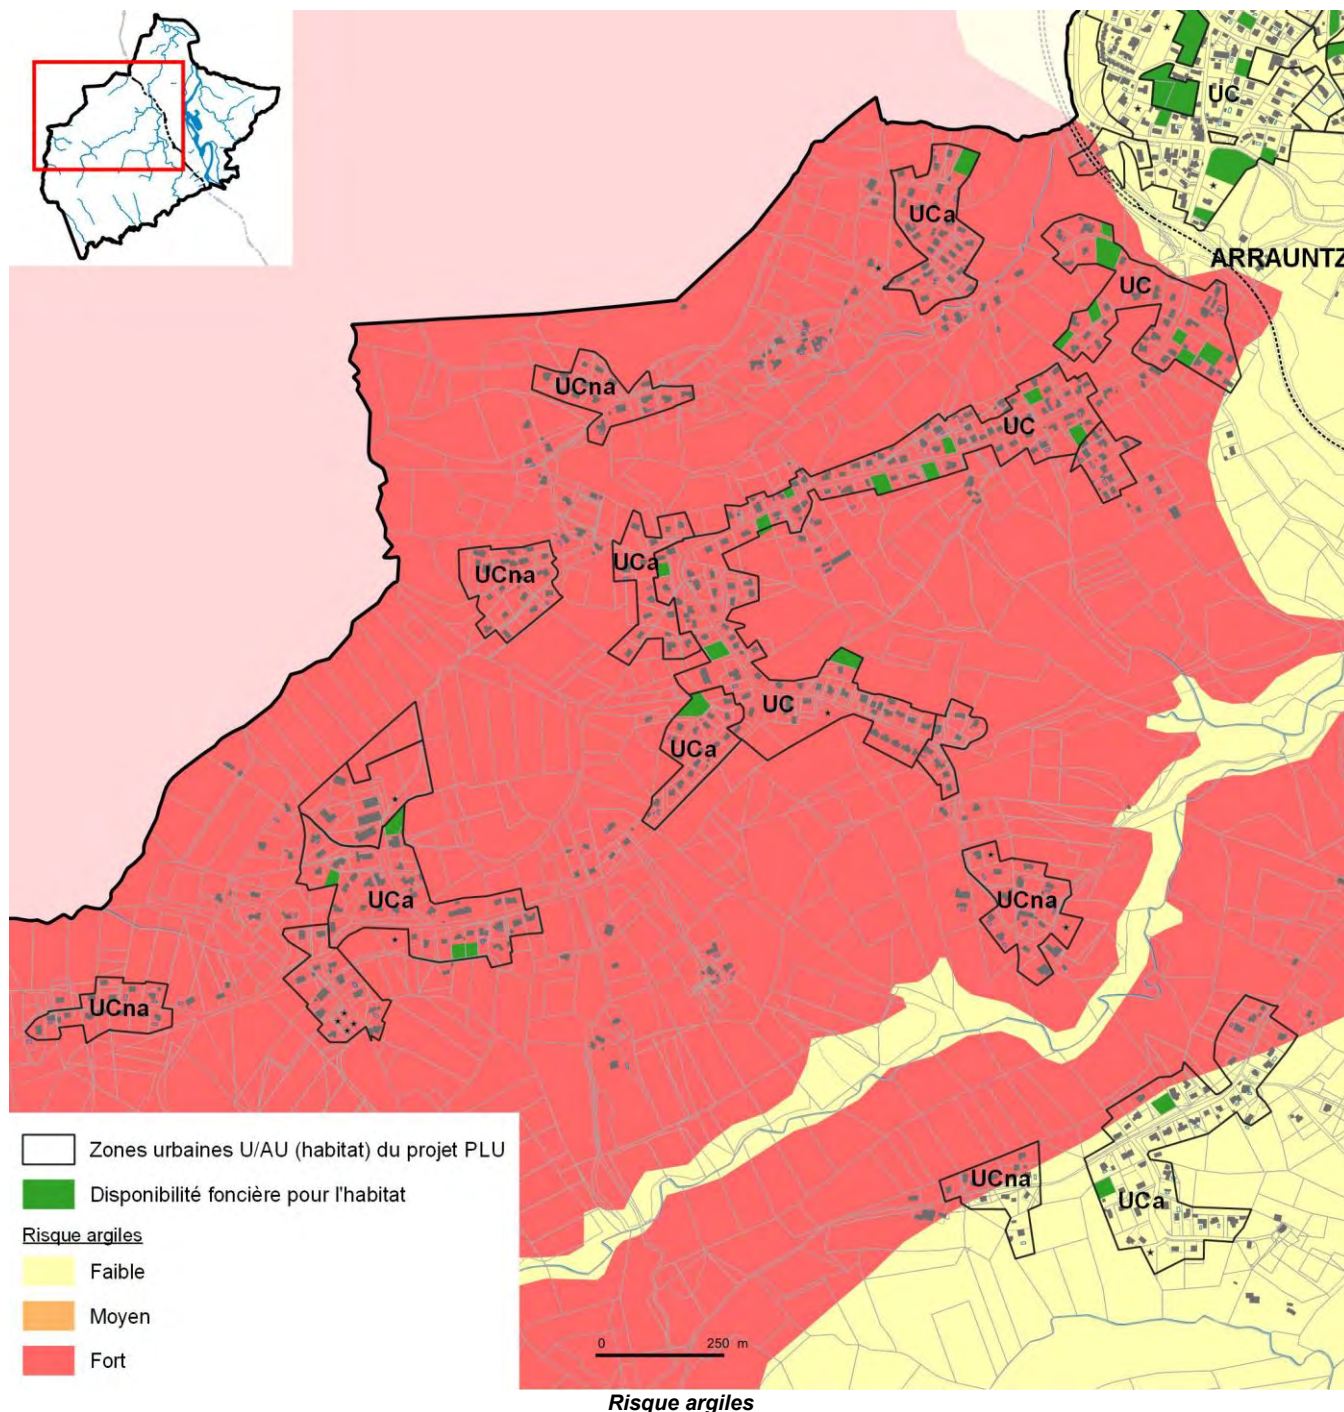 UC
UCa
ARRAUNTZ
UC
UCna
UC
UCa
UCna
UC
UCa
UCa
UCna
UCna
UCna
UCa
Zones urbaines U/AU (habitat) du projet PLU
Disponibilité foncière pour l'habitat
Risque argiles
Faible
Moyen
Fort
0 250 m
Risque argiles